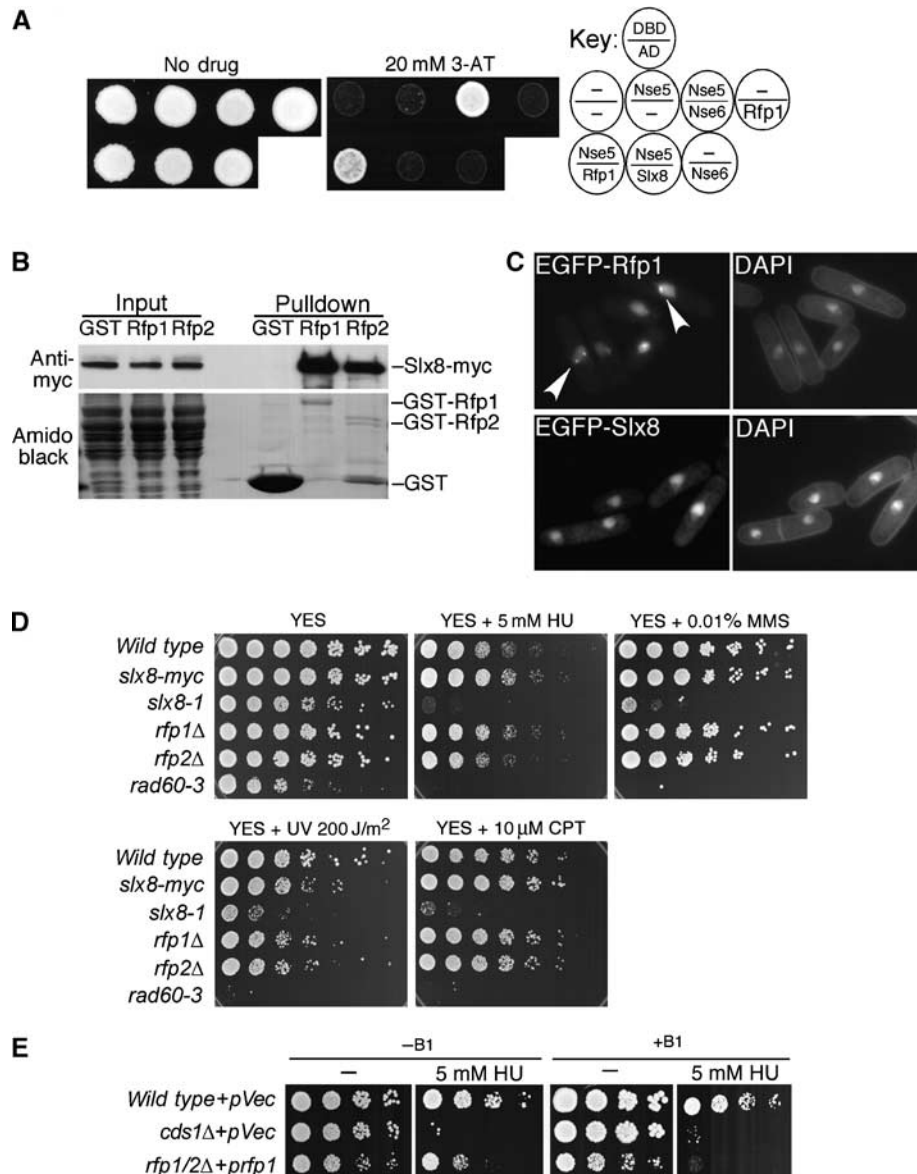 A
No drug
20 mM 3-AT
Key:
DBD
AD
–
–
Nse5
–
Nse5
Nse6
–
Rfp1
Nse5
Rfp1
Nse5
Slx8
–
Nse6
B
Input
Pulldown
GST Rfp1 Rfp2
GST Rfp1 Rfp2
Anti-
myc
–Slx8-myc
Amido
black
–GST-Rfp1
–GST-Rfp2
–GST
C
EGFP-Rfp1
DAPI
EGFP-Slx8
DAPI
D
YES
YES + 5 mM HU
YES + 0.01% MMS
Wild type
slx8-myc
slx8-1
rfp1Δ
rfp2Δ
rad60-3
YES + UV 200 J/m²
YES + 10 μM CPT
Wild type
slx8-myc
slx8-1
rfp1Δ
rfp2Δ
rad60-3
E
–B1
+B1
–
5 mM HU
–
5 mM HU
Wild type+pVec
cds1Δ+pVec
rfp1/2Δ+prfp1